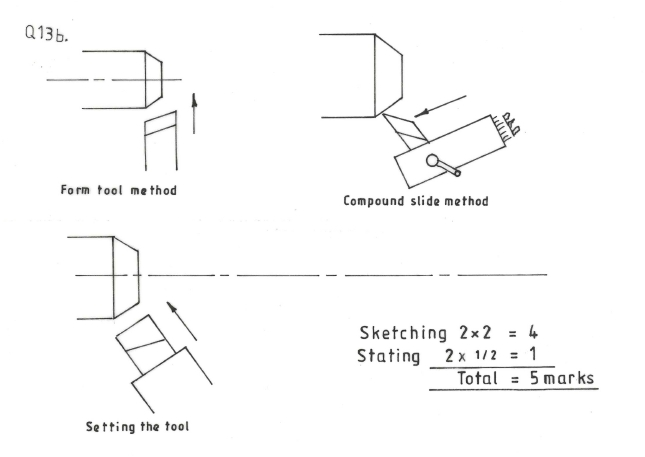 Q13b.
Form tool method
Compound slide method
Setting the tool
Sketching 2×2 = 4
Stating 2 x 1/2 = 1
Total = 5 marks